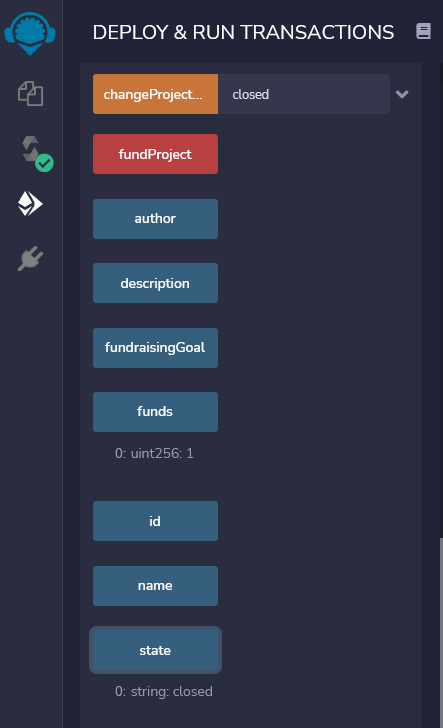 DEPLOY & RUN TRANSACTIONS
changeProject... closed
fundProject
author
description
fundraisingGoal
funds
0: uint256: 1
id
name
state
0: string: closed